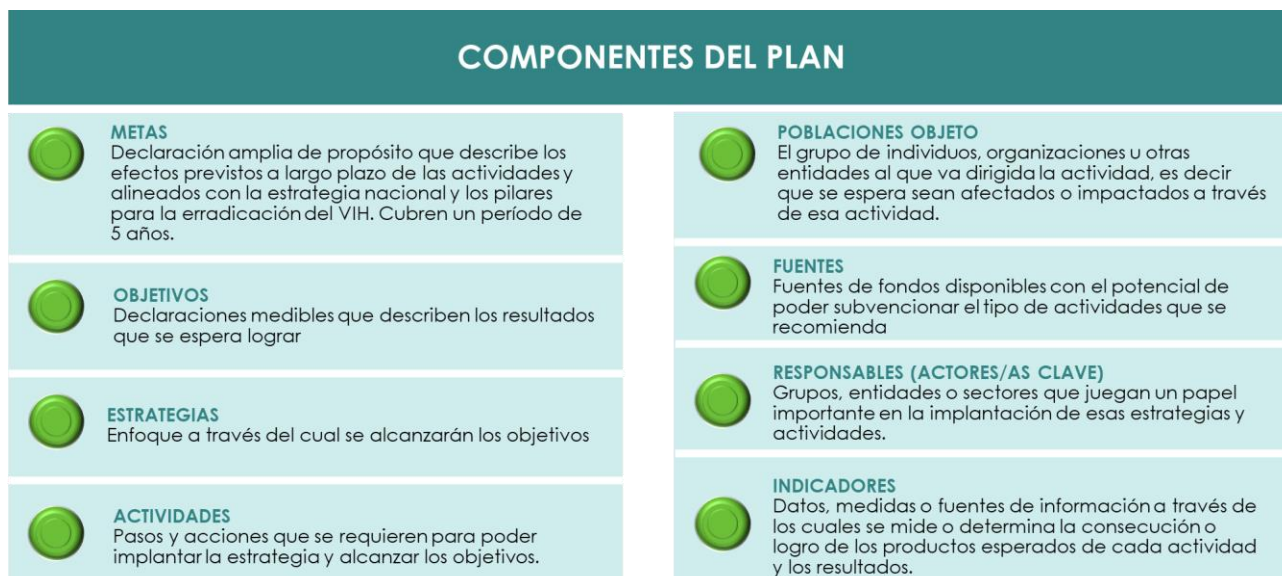 COMPONENTES DEL PLAN
METAS
Declaración amplia de propósito que describe los
efectos previstos a largo plazo de las actividades y
alineados con la estrategia nacional y los pilares
para la erradicación del VIH. Cubren un período de
5 años.
OBJETIVOS
Declaraciones medibles que describen los resultados
que se espera lograr
ESTRATEGIAS
Enfoque a través del cual se alcanzarán los objetivos
ACTIVIDADES
Pasos y acciones que se requieren para poder
implantar la estrategia y alcanzar los objetivos.
POBLACIONES OBJETO
El grupo de individuos, organizaciones u otras
entidades al que va dirigida la actividad, es decir
que se espera sean afectados o impactados a través
de esa actividad.
FUENTES
Fuentes de fondos disponibles con el potencial de
poder subvencionar el tipo de actividades que se
recomienda
RESPONSABLES (ACTORES/AS CLAVE)
Grupos, entidades o sectores que juegan un papel
importante en la implantación de esas estrategias y
actividades.
INDICADORES
Datos, medidas o fuentes de información a través de
los cuales se mide o determina la consecución o
logro de los productos esperados de cada actividad
y los resultados.